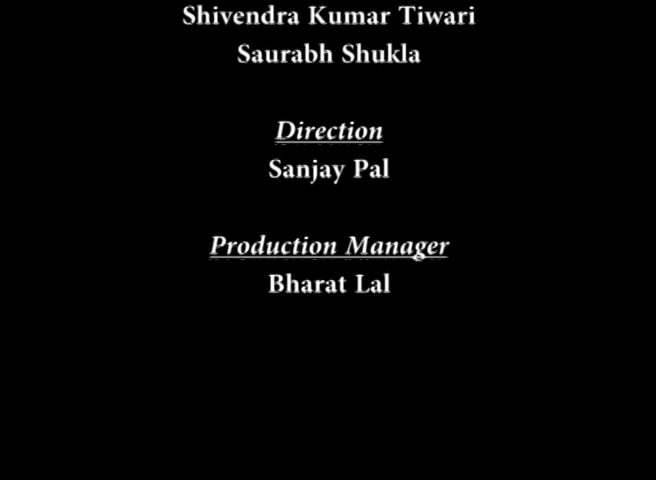 Shivendra Kumar Tiwari
Saurabh Shukla
Direction
Sanjay Pal
Production Manager
Bharat Lal